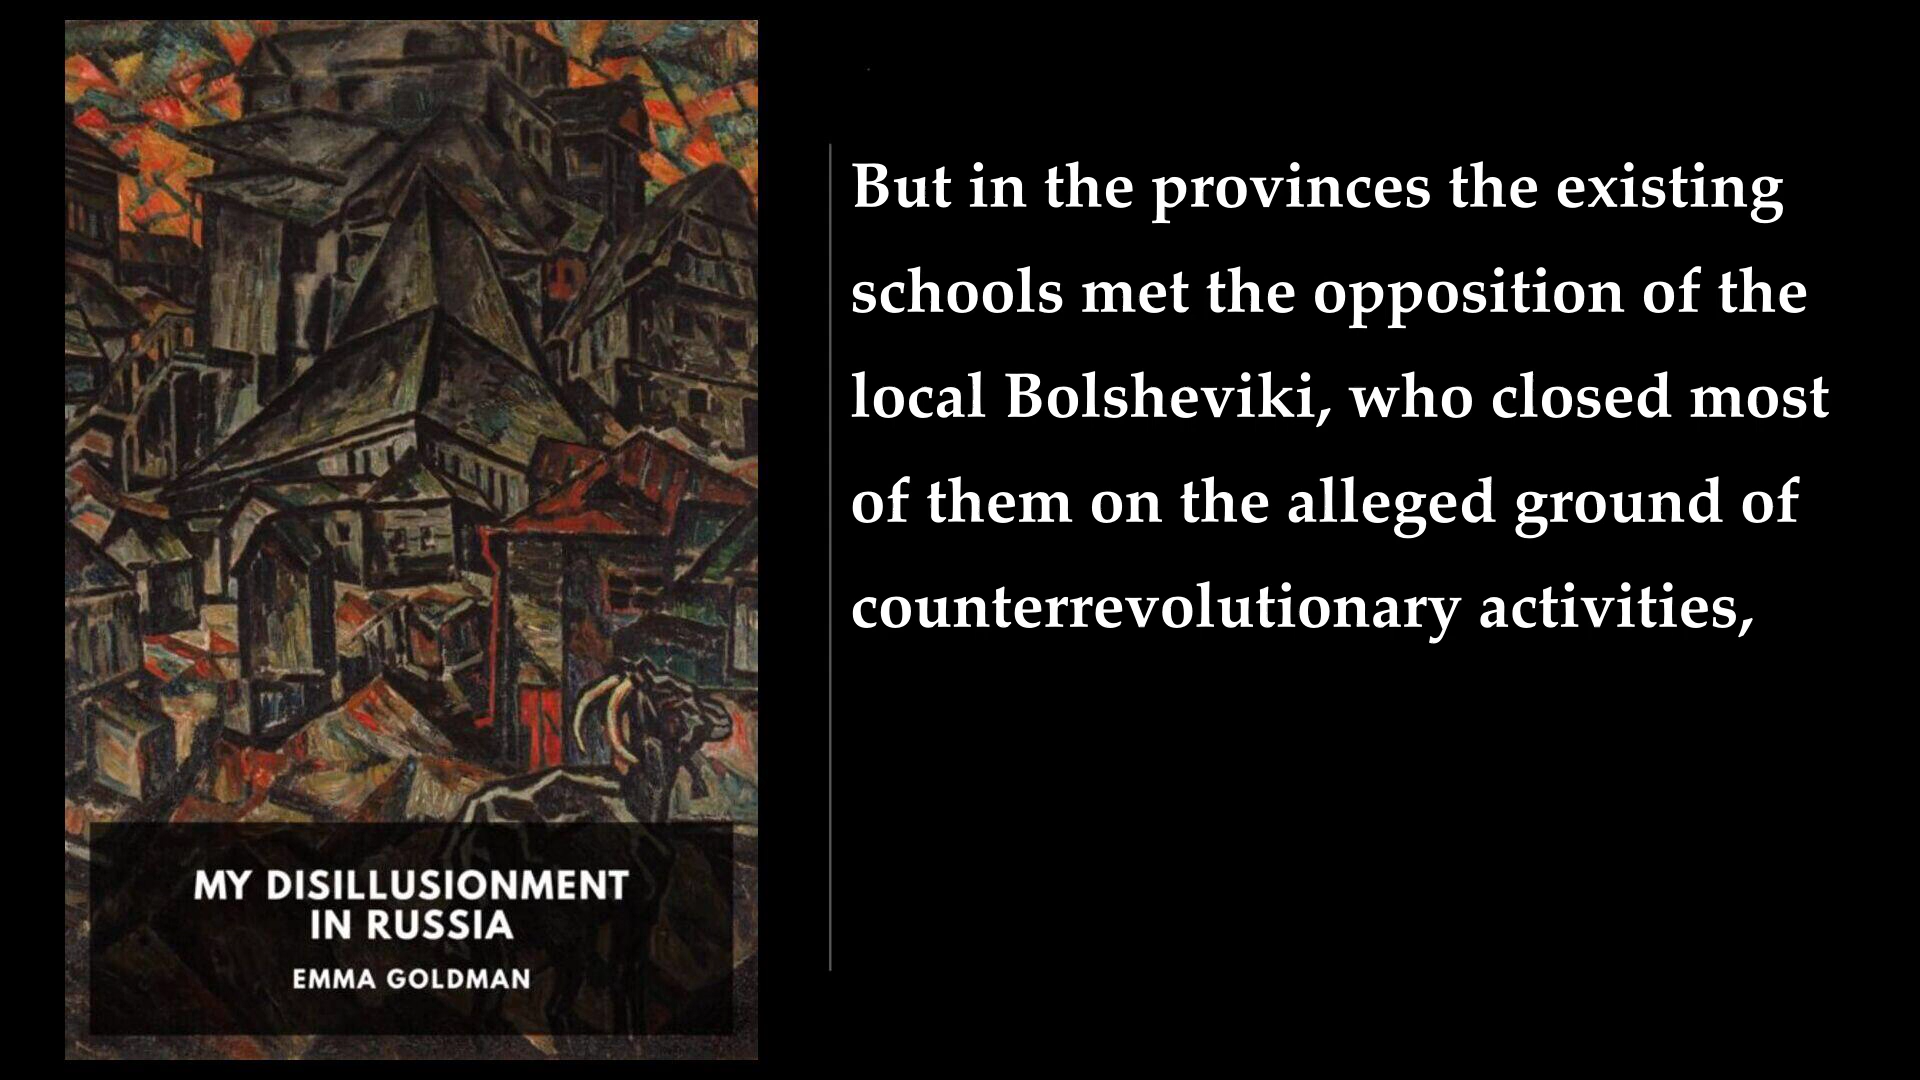 But in the provinces the existing
schools met the opposition of the
local Bolsheviki, who closed most
of them on the alleged ground of
counterrevolutionary activities,
MY DISILLUSIONMENT
IN RUSSIA
EMMA GOLDMAN